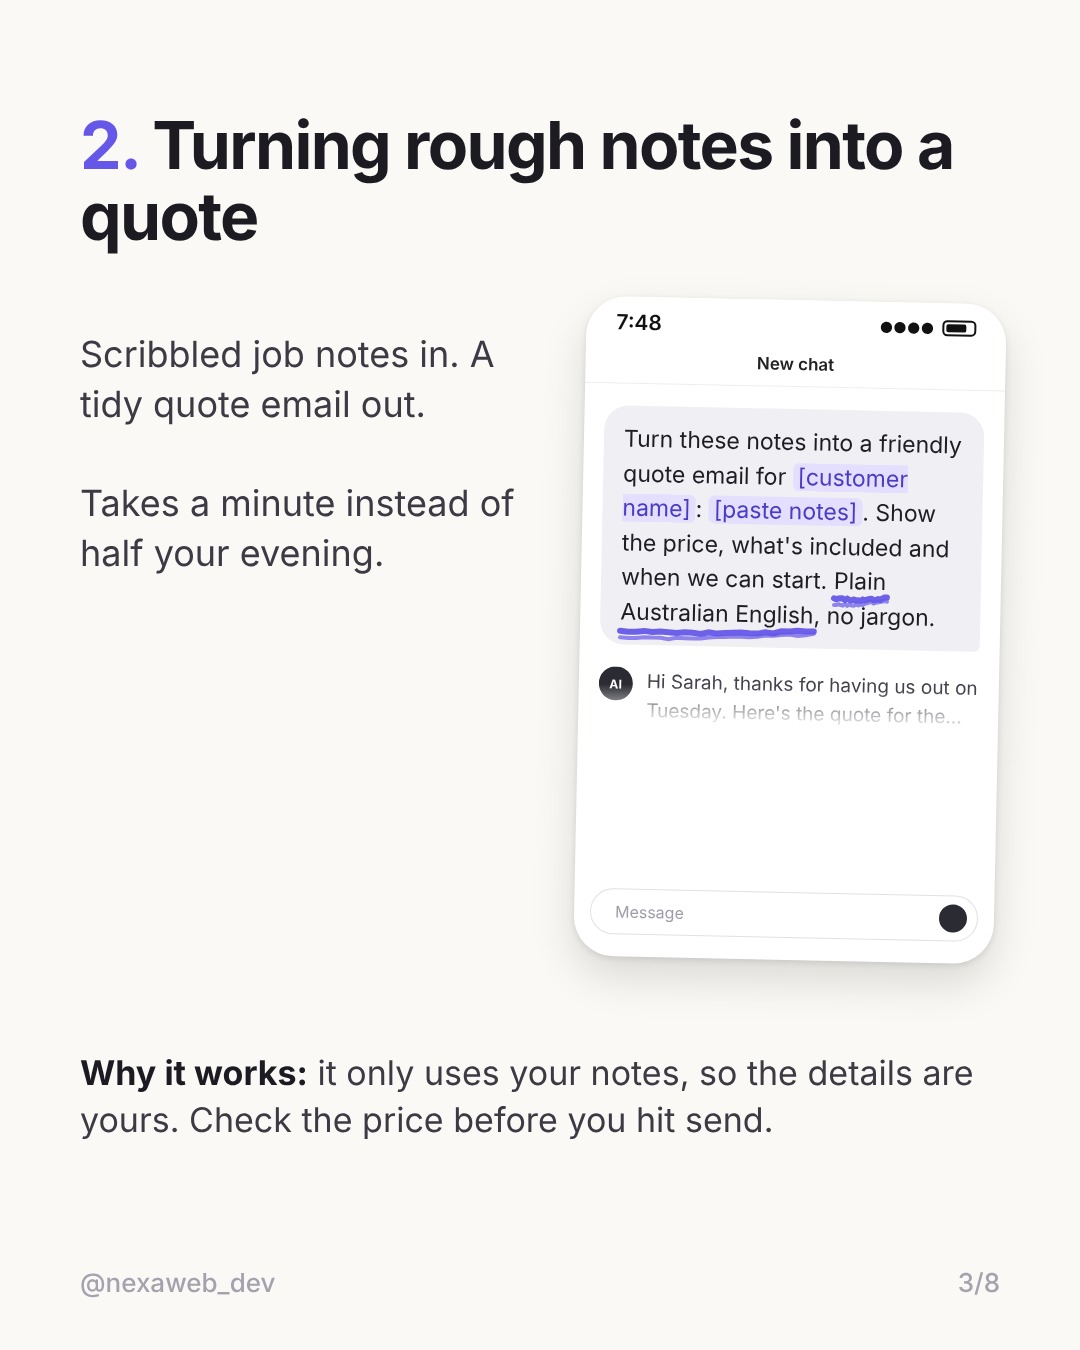 2. Turning rough notes into a
quote
Scribbled job notes in. A
tidy quote email out.
Takes a minute instead of
half your evening.
7:48
New chat
Turn these notes into a friendly
quote email for [customer
name]: [paste notes]. Show
the price, what's included and
when we can start. Plain
Australian English, no jargon.
AI
Hi Sarah, thanks for having us out on
Tuesday. Here's the quote for the...
Message
Why it works: it only uses your notes, so the details are
yours. Check the price before you hit send.
@nexaweb_dev
3/8